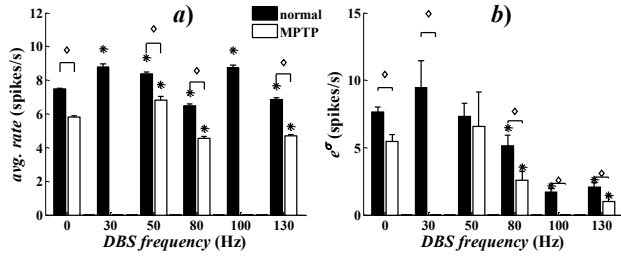 a)
normal
MPTP
avg. rate (spikes/s)
12
10
8
6
4
2
0
0 30 50 80 100 130
DBS frequency (Hz)
b)
e^σ (spikes/s)
15
10
5
0
0 30 50 80 100 130
DBS frequency (Hz)